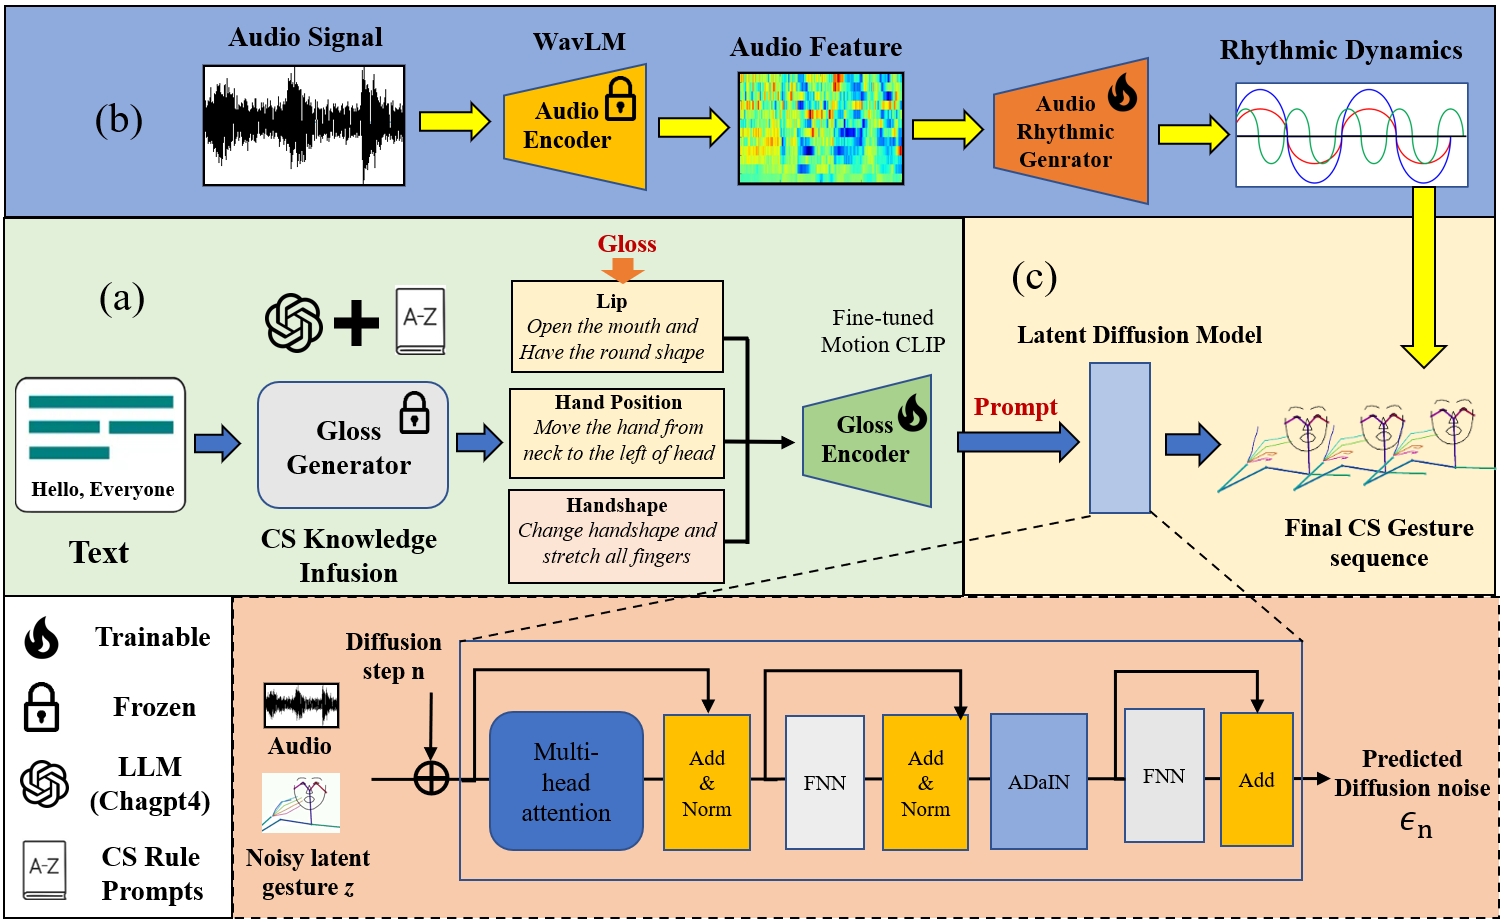 (b)
Audio Signal
WavLM
Audio
Encoder
Audio Feature
Audio
Rhythmic
Genrator
Rhythmic Dynamics
(a)
A-Z
Hello, Everyone
Text
Gloss
Generator
CS Knowledge
Infusion
Gloss
Lip
Open the mouth and
Have the round shape
Hand Position
Move the hand from
neck to the left of head
Handshape
Change handshape and
stretch all fingers
Fine-tuned
Motion CLIP
Gloss
Encoder
(c)
Latent Diffusion Model
Prompt
Final CS Gesture
sequence
Trainable
Frozen
LLM
(Chagpt4)
A-Z
CS Rule
Prompts
Diffusion
step n
Audio
Noisy latent
gesture z
Multi-
head
attention
Add
&
Norm
FNN
Add
&
Norm
ADaIN
FNN
Add
Predicted
Diffusion noise
ϵn